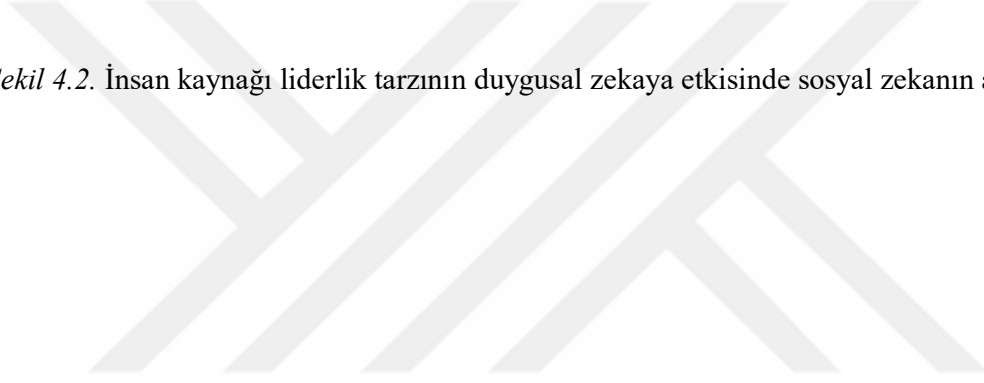 ekil 4.2. İnsan kaynağı liderlik tarzının duygusal zekaya etkisinde sosyal zekanın